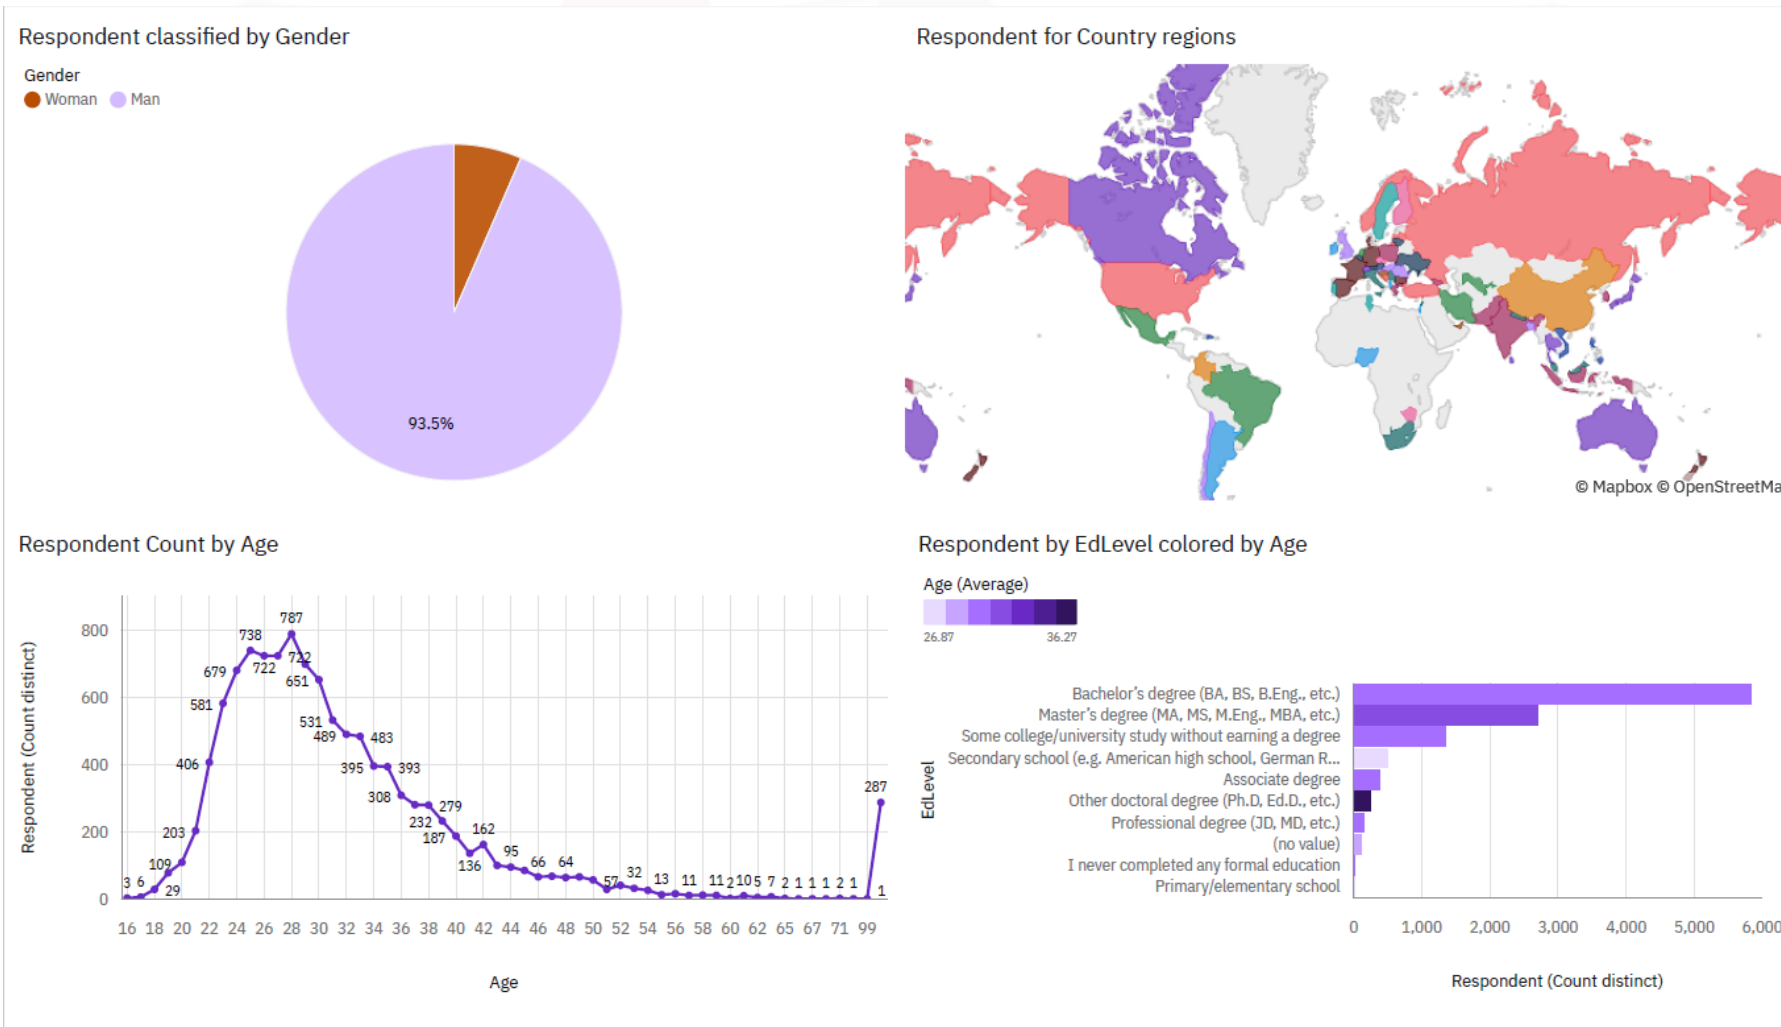 Respondent classified by Gender
Gender
Woman Man
93.5%
Respondent for Country regions
© Mapbox © OpenStreetMa
Respondent Count by Age
Respondent (Count distinct)
800
600
400
200
0
3 6 29 109 203 406 581 679 738 722 787 722 651 531 489 483 395 393 308 279 232 187 136 162 95 66 64 57 32 13 11 11 2 10 5 7 2 1 1 1 2 1 1 287
16 18 20 22 24 26 28 30 32 34 36 38 40 42 44 46 48 50 52 54 56 58 60 62 65 67 71 99
Age
Respondent by EdLevel colored by Age
Age (Average)
26.87 36.27
EdLevel
Bachelor's degree (BA, BS, B.Eng., etc.)
Master's degree (MA, MS, M.Eng., MBA, etc.)
Some college/university study without earning a degree
Secondary school (e.g. American high school, German R...
Associate degree
Other doctoral degree (Ph.D, Ed.D., etc.)
Professional degree (JD, MD, etc.)
(no value)
I never completed any formal education
Primary/elementary school
0 1,000 2,000 3,000 4,000 5,000 6,000
Respondent (Count distinct)